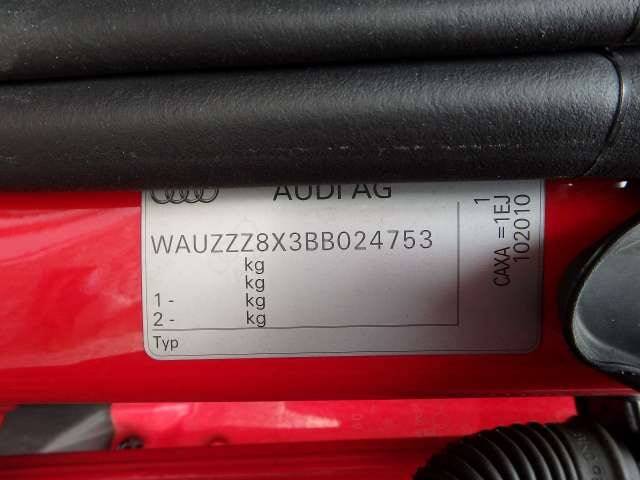 AUDI AG
WAUZZZ8X3BB024753
kg
kg
1 - kg
2 - kg
Typ
1
CAXA =1EJ
102010